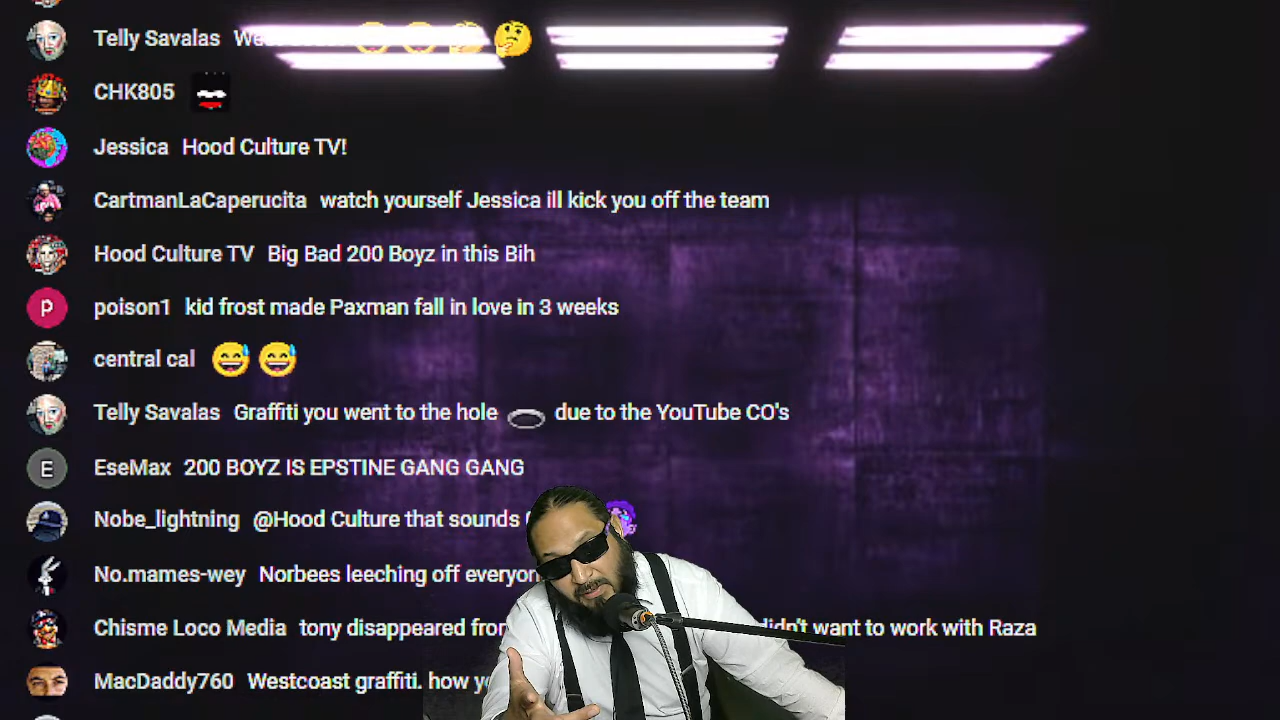 Telly Savalas
CHK805
Jessica Hood Culture TV!
CartmanLaCaperucita watch yourself Jessica ill kick you off the team
Hood Culture TV Big Bad 200 Boyz in this Bih
P poison1 kid frost made Paxman fall in love in 3 weeks
central cal
Telly Savalas Graffiti you went to the hole due to the YouTube CO's
E EseMax 200 BOYZ IS EPSTINE GANG GANG
Nobe_lightning @Hood Culture that sounds
No.mames-wey Norbees leeching off
Chisme Loco Media tony disappeared want to work with Raza
MacDaddy760 Westcoast graffiti. how